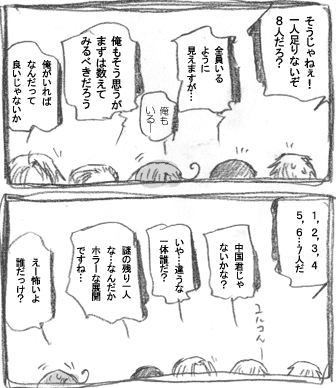 そうじゃねぇ！
一人足りないぞ
８人だろ？
全員いる
ように
見えますが…
俺も
いるー
俺もそう思うが
まずは数えて
みるべきだろう
俺がいれば
なんだって
良いじゃないか
1,2,3,4
5,6…7人だ
中国君じゃ
ないかな？
いや…違うな
一体誰だ？
謎の残り一人
な…なんだか
ホラーな展開
ですね…
えー怖いよ
誰だっけ？